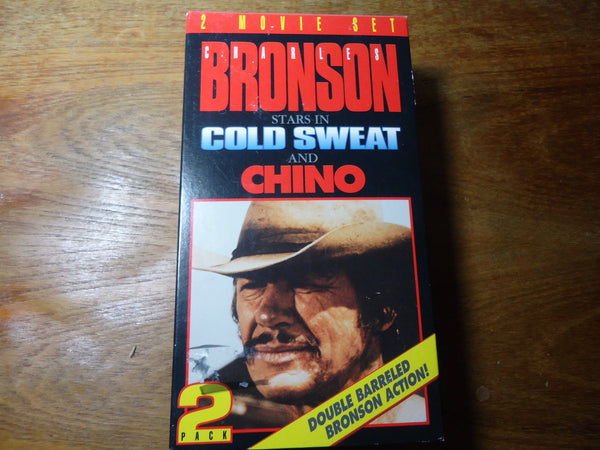 2 MOVIE SET
CHARLES
BRONSON
STARS IN
COLD SWEAT
AND
CHINO
DOUBLE BARRELED
BRONSON ACTION!
2
PACK